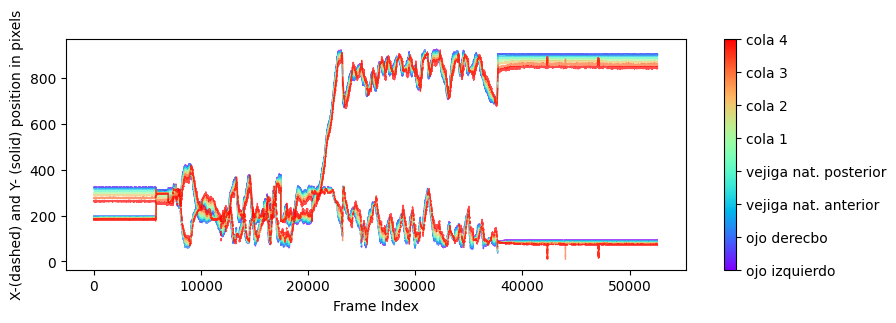 X-(dashed) and Y- (solid) position in pixels
800
600
400
200
0
0
10000
20000
30000
40000
50000
Frame Index
cola 4
cola 3
cola 2
cola 1
vejiga nat. posterior
vejiga nat. anterior
ojo derecbo
ojo izquierdo